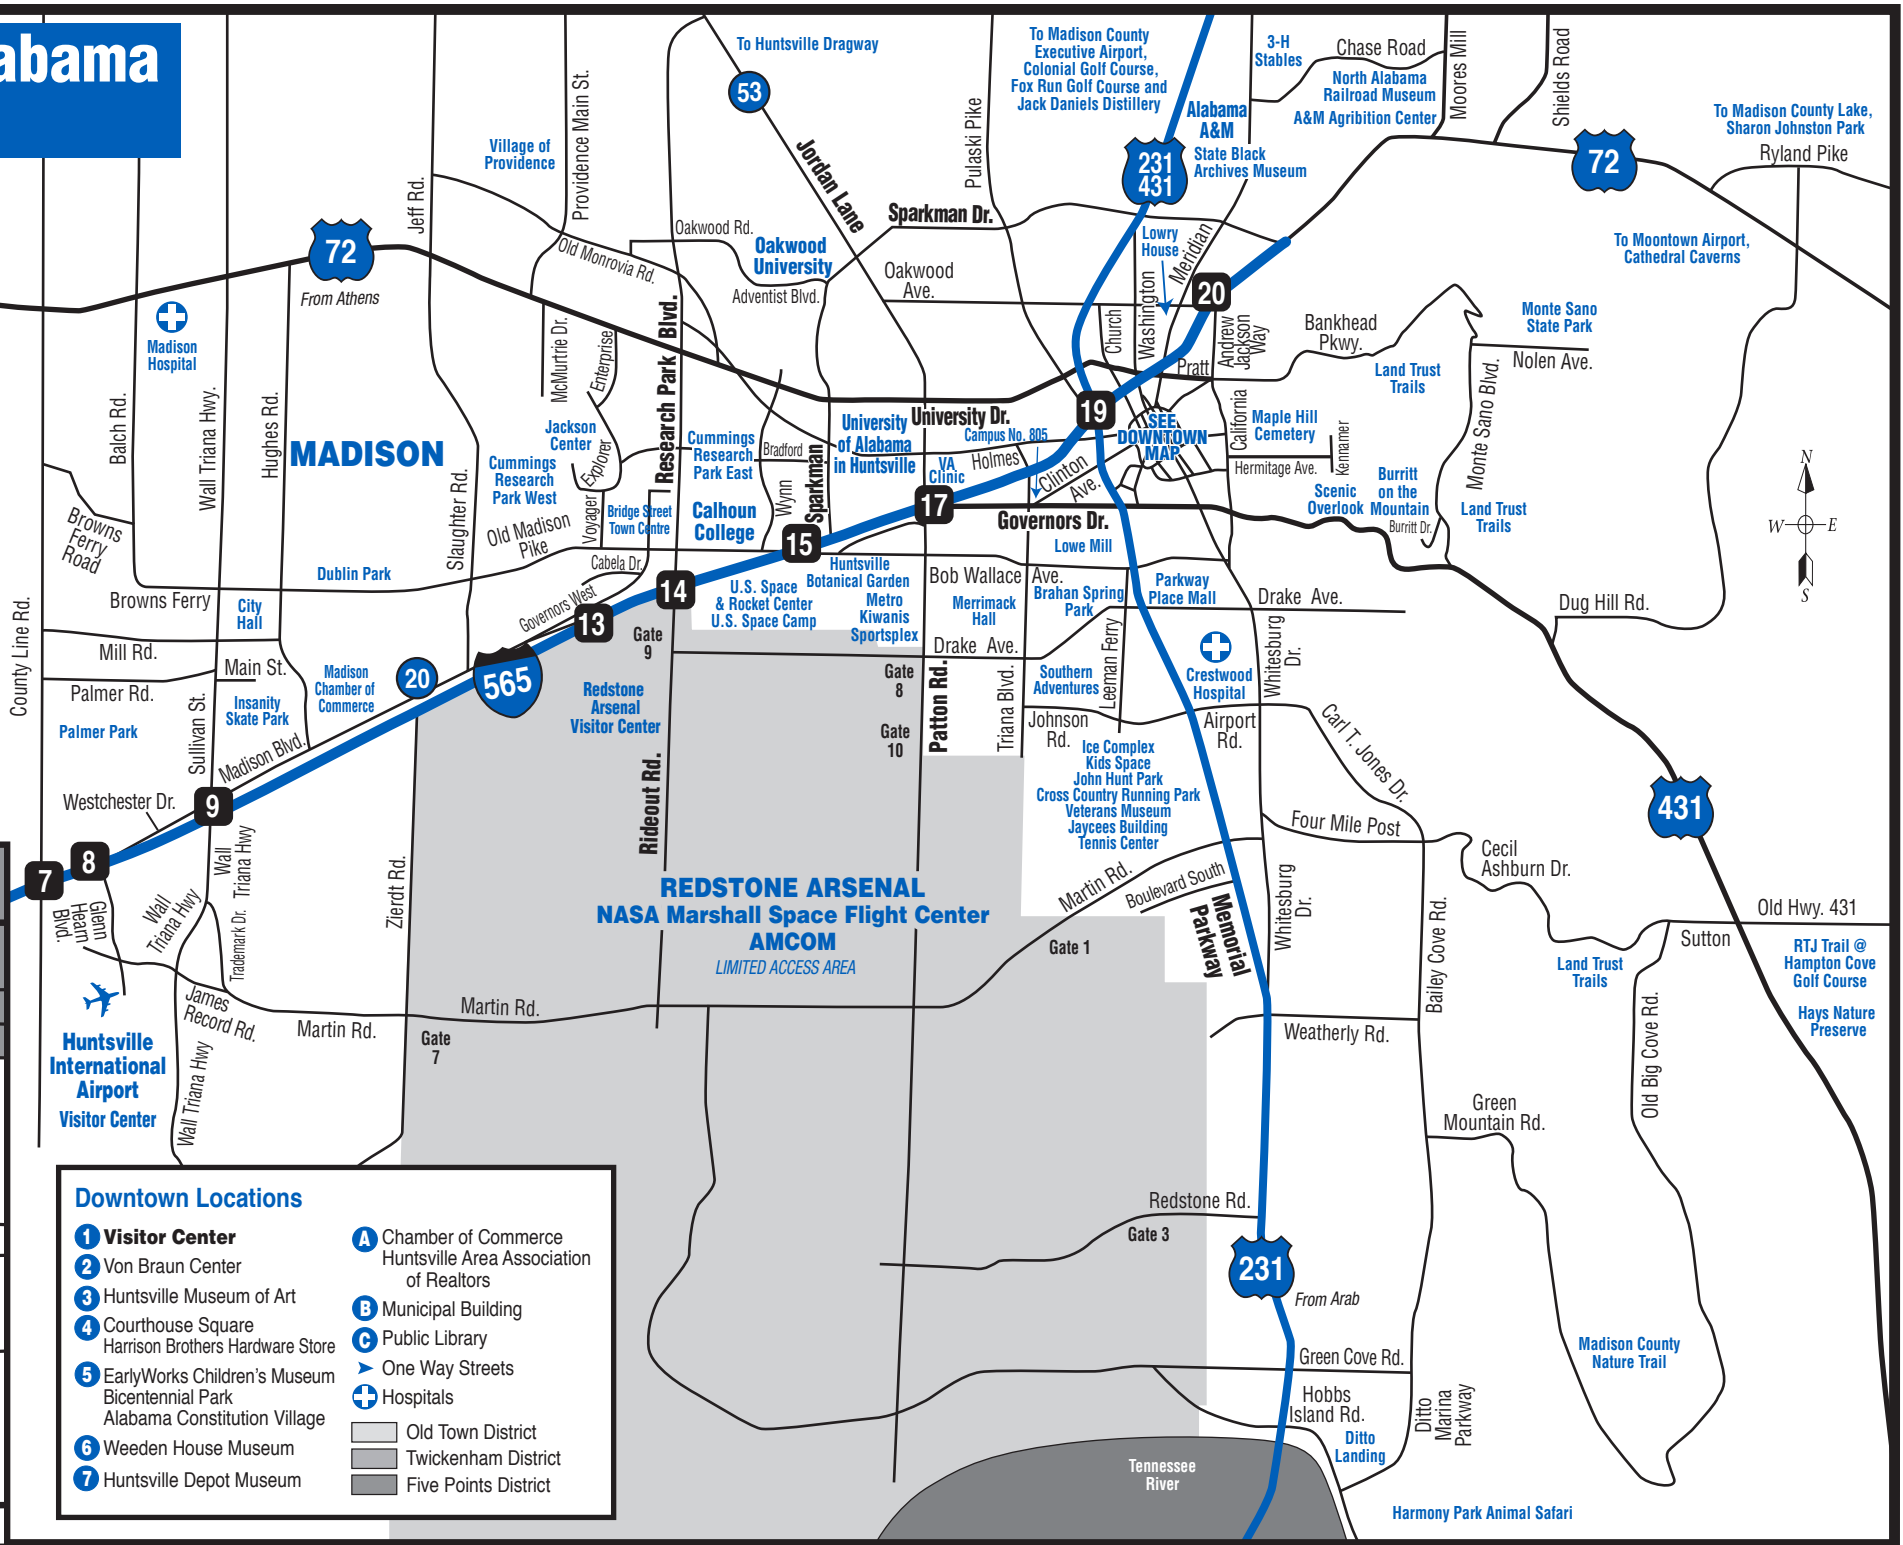 abama
To Huntsville Dragway
53
Jordan Lane
Providence Main St.
Village of
Providence
Jeff Rd.
Pulaski Pike
To Madison County
Executive Airport,
Colonial Golf Course,
Fox Run Golf Course and
Jack Daniels Distillery
3-H
Stables
Chase Road
North Alabama
Railroad Museum
A&M Agribition Center
Moores Mill
Shields Road
Alabama
A&M
State Black
Archives Museum
231
431
72
To Madison County Lake,
Sharon Johnston Park
Ryland Pike
To Moontown Airport,
Cathedral Caverns
72
From Athens
Oakwood Rd.
Old Monrovia Rd.
Oakwood
University
Adventist Blvd.
Sparkman Dr.
Oakwood
Ave.
Lowry
House
Meridian
Washington
Church
20
Andrew
Jackson
Way
Pratt
Bankhead
Pkwy.
Monte Sano
State Park
Nolen Ave.
Land Trust
Trails
Monte Sano Blvd.
Madison
Hospital
Balch Rd.
Wall Triana Hwy.
Hughes Rd.
MADISON
Slaughter Rd.
McMurtrie Dr.
Enterprise
Research Park Blvd.
Jackson
Center
Explorer
Cummings
Research
Park West
Voyager
Old Madison
Pike
Bridge Street
Town Centre
Cummings
Research
Park East
Bradford
Wynn
Sparkman
Calhoun
College
University
of Alabama
in Huntsville
University Dr.
Campus No. 805
VA
Clinic
Holmes
Clinton
Ave.
19
SEE
DOWNTOWN
MAP
California
Maple Hill
Cemetery
Kennamer
Hermitage Ave.
Scenic
Overlook
Burritt
on the
Mountain
Burritt Dr.
Land Trust
Trails
N
W
E
S
17
Governors Dr.
15
Lowe Mill
Browns
Ferry
Road
Dublin Park
Browns Ferry
City
Hall
Cabela Dr.
Governors West
14
13
U.S. Space
& Rocket Center
U.S. Space Camp
Huntsville
Botanical Garden
Metro
Kiwanis
Sportsplex
Bob Wallace Ave.
Merrimack
Hall
Brahan Spring
Park
Parkway
Place Mall
Drake Ave.
Dug Hill Rd.
County Line Rd.
Mill Rd.
Main St.
Palmer Rd.
Palmer Park
Sullivan St.
Insanity
Skate Park
Madison
Chamber of
Commerce
20
565
Madison Blvd.
Gate
9
Redstone
Arsenal
Visitor Center
Rideout Rd.
Drake Ave.
Gate
8
Gate
10
Patton Rd.
Triana Blvd.
Southern
Adventures
Leeman Ferry
Crestwood
Hospital
Whitesburg
Dr.
Johnson
Rd.
Airport
Rd.
Carl T. Jones Dr.
Ice Complex
Kids Space
John Hunt Park
Cross Country Running Park
Veterans Museum
Jaycees Building
Tennis Center
431
Westchester Dr.
9
8
7
Wall
Triana Hwy
Zierdt Rd.
Glenn
Hearn
Blvd.
Wall
Triana Hwy
Trademark Dr.
Four Mile Post
Cecil
Ashburn Dr.
Martin Rd.
Boulevard South
Memorial
Parkway
Whitesburg
Dr.
Bailey Cove Rd.
Old Hwy. 431
Sutton
REDSTONE ARSENAL
NASA Marshall Space Flight Center
AMCOM
LIMITED ACCESS AREA
Gate 1
Land Trust
Trails
RTJ Trail @
Hampton Cove
Golf Course
Hays Nature
Preserve
James
Record Rd.
Martin Rd.
Martin Rd.
Gate
7
Huntsville
International
Airport
Visitor Center
Wall Triana Hwy
Weatherly Rd.
Old Big Cove Rd.
Green
Mountain Rd.
Redstone Rd.
Gate 3
231
From Arab
Madison County
Nature Trail
Green Cove Rd.
Hobbs
Island Rd.
Ditto
Landing
Ditto
Marina
Parkway
Tennessee
River
Harmony Park Animal Safari
Downtown Locations
1 Visitor Center
2 Von Braun Center
3 Huntsville Museum of Art
4 Courthouse Square
Harrison Brothers Hardware Store
5 EarlyWorks Children's Museum
Bicentennial Park
Alabama Constitution Village
6 Weeden House Museum
7 Huntsville Depot Museum
A Chamber of Commerce
Huntsville Area Association
of Realtors
B Municipal Building
C Public Library
One Way Streets
Hospitals
Old Town District
Twickenham District
Five Points District